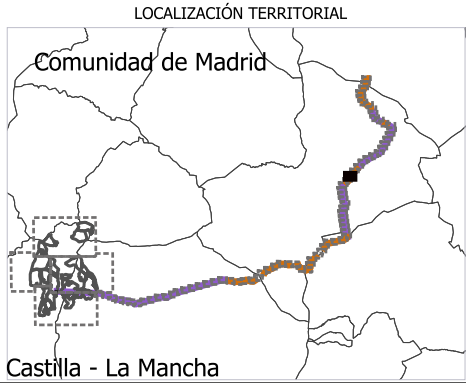 LOCALIZACIÓN TERRITORIAL
Comunidad de Madrid
Castilla - La Mancha